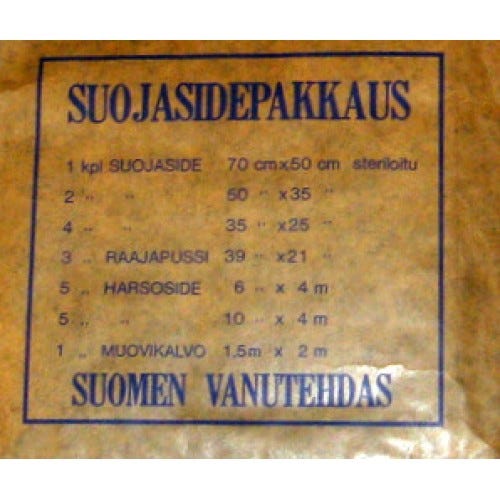 SUOJASIDEPAKKAUS
1 kpl SUOJASIDE 70 cm x 50 cm steriloitu
2 " " 50 " x 35 "
4 " " 35 " x 25 "
3 " RAAJAPUSSI 39 " x 21 "
5 " HARSOSIDE 6 " x 4 m
5 " " 10 " x 4 m
1 " MUOVIKALVO 1.5m x 2 m
SUOMEN VANUTEHDAS